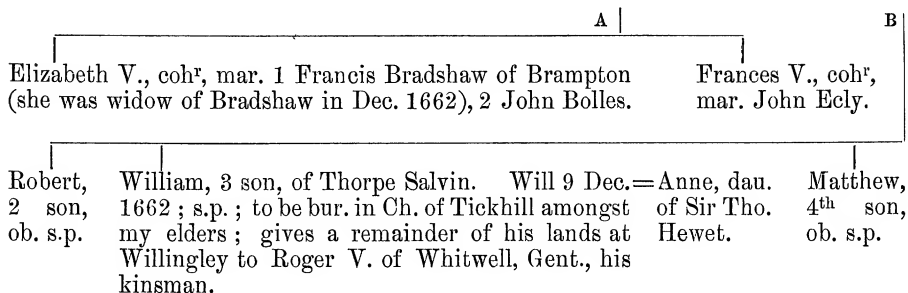 A B
Elizabeth V., cohʳ, mar. 1 Francis Bradshaw of Brampton
(she was widow of Bradshaw in Dec. 1662), 2 John Bolles.
Frances V., cohʳ,
mar. John Ecly.
Robert,
2 son,
ob. s.p.
William, 3 son, of Thorpe Salvin. Will 9 Dec.
1662 ; s.p. ; to be bur. in Ch. of Tickhill amongst
my elders ; gives a remainder of his lands at
Willingley to Roger V. of Whitwell, Gent., his
kinsman.
=Anne, dau.
of Sir Tho.
Hewet.
Matthew,
4ᵗʰ son,
ob. s.p.